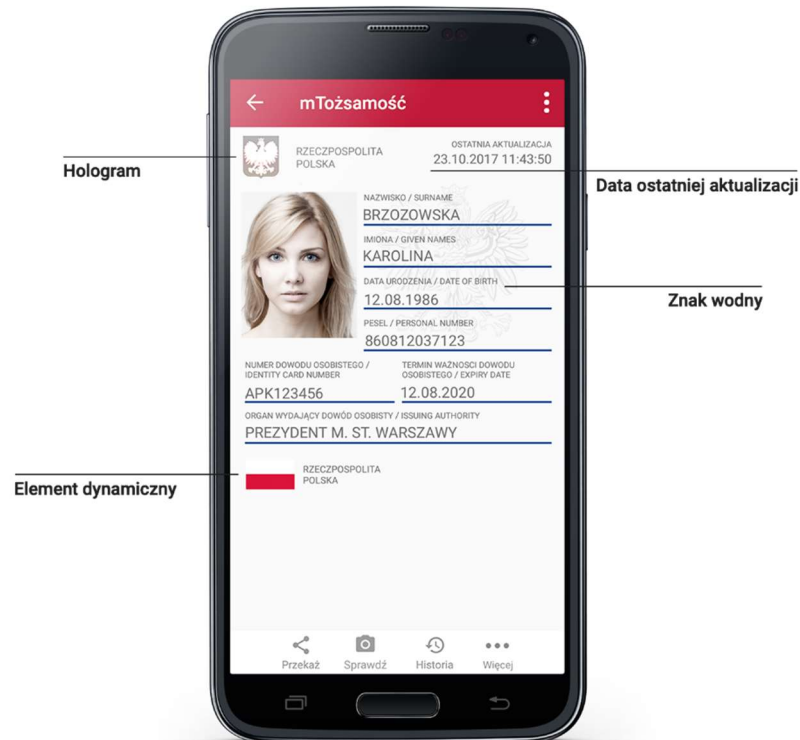 mTożsamość
RZECZPOSPOLITA
POLSKA
OSTATNIA AKTUALIZACJA
23.10.2017 11:43:50
Hologram
Data ostatniej aktualizacji
NAZWISKO / SURNAME
BRZOZOWSKA
IMIONA / GIVEN NAMES
KAROLINA
DATA URODZENIA / DATE OF BIRTH
12.08.1986
Znak wodny
PESEL / PERSONAL NUMBER
860812037123
NUMER DOWODU OSOBISTEGO /
IDENTITY CARD NUMBER
APK123456
TERMIN WAŻNOŚCI DOWODU
OSOBISTEGO / EXPIRY DATE
12.08.2020
ORGAN WYDAJĄCY DOWÓD OSOBISTY / ISSUING AUTHORITY
PREZYDENT M. ST. WARSZAWY
RZECZPOSPOLITA
POLSKA
Element dynamiczny
Przekaż Sprawdź Historia Więcej